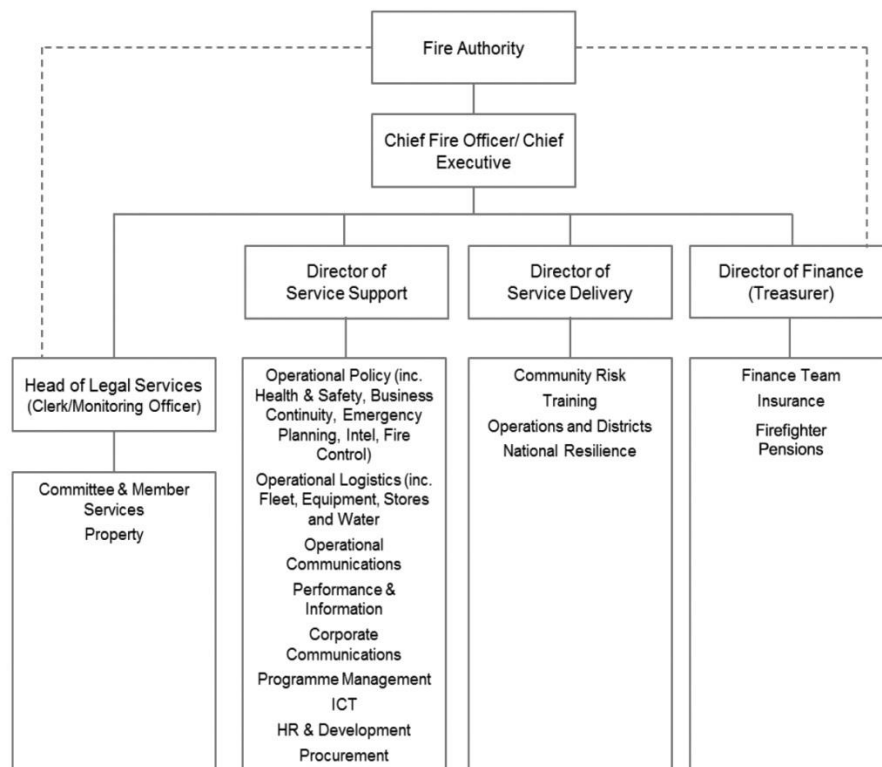 Fire Authority
Chief Fire Officer/ Chief
Executive
Director of
Service Support
Director of
Service Delivery
Director of Finance
(Treasurer)
Head of Legal Services
(Clerk/Monitoring Officer)
Committee & Member
Services
Property
Operational Policy (inc.
Health & Safety, Business
Continuity, Emergency
Planning, Intel, Fire
Control)
Operational Logistics (inc.
Fleet, Equipment, Stores
and Water
Operational
Communications
Performance &
Information
Corporate
Communications
Programme Management
ICT
HR & Development
Procurement
Community Risk
Training
Operations and Districts
National Resilience
Finance Team
Insurance
Firefighter
Pensions